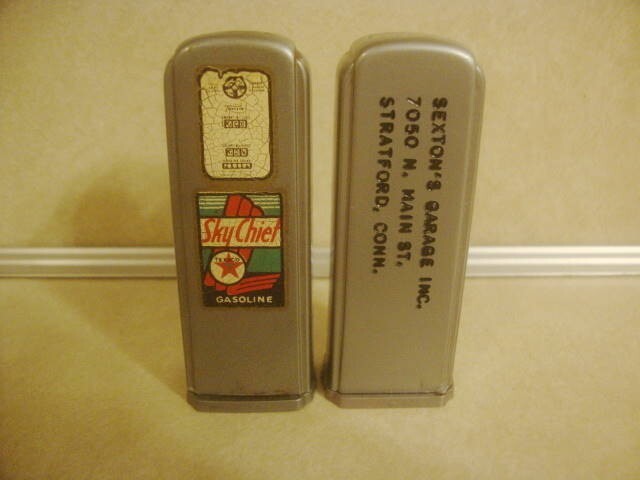 Sky Chief
TEXACO
GASOLINE
SEXTON'S GARAGE INC.
7050 N. MAIN ST.
STRATFORD, CONN.